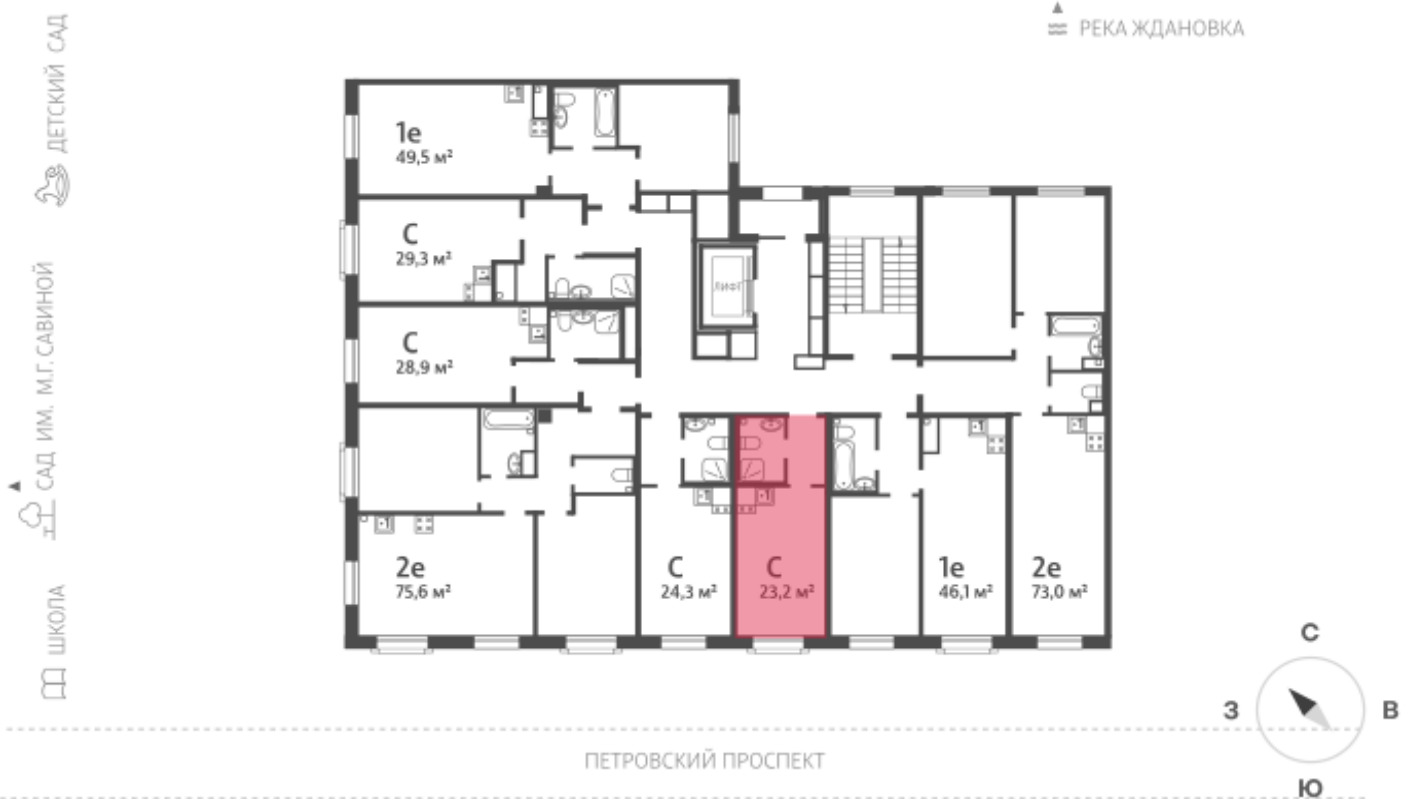 РЕКА ЖДАНОВКА
ДЕТСКИЙ САД
САД ИМ. М.Г.САВИНОЙ
ШКОЛА
1е
49,5 м²
С
29,3 м²
ЛИФТ
С
28,9 м²
2е
75,6 м²
С
24,3 м²
С
23,2 м²
1е
46,1 м²
2е
73,0 м²
С
З
В
Ю
ПЕТРОВСКИЙ ПРОСПЕКТ